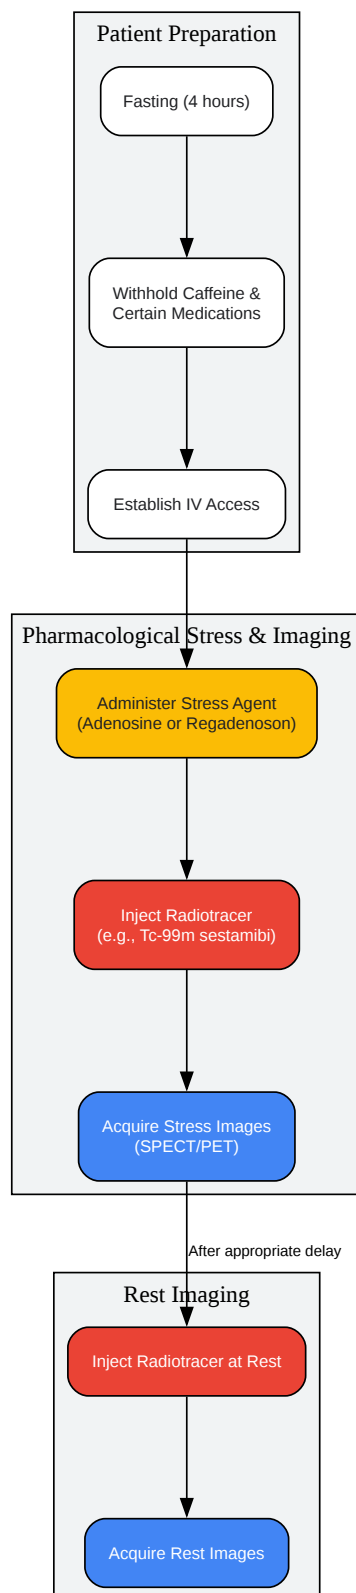 Patient Preparation
Fasting (4 hours)
Withhold Caffeine &
Certain Medications
Establish IV Access
Pharmacological Stress & Imaging
Administer Stress Agent
(Adenosine or Regadenoson)
Inject Radiotracer
(e.g., Tc-99m sestamibi)
Acquire Stress Images
(SPECT/PET)
After appropriate delay
Rest Imaging
Inject Radiotracer at Rest
Acquire Rest Images